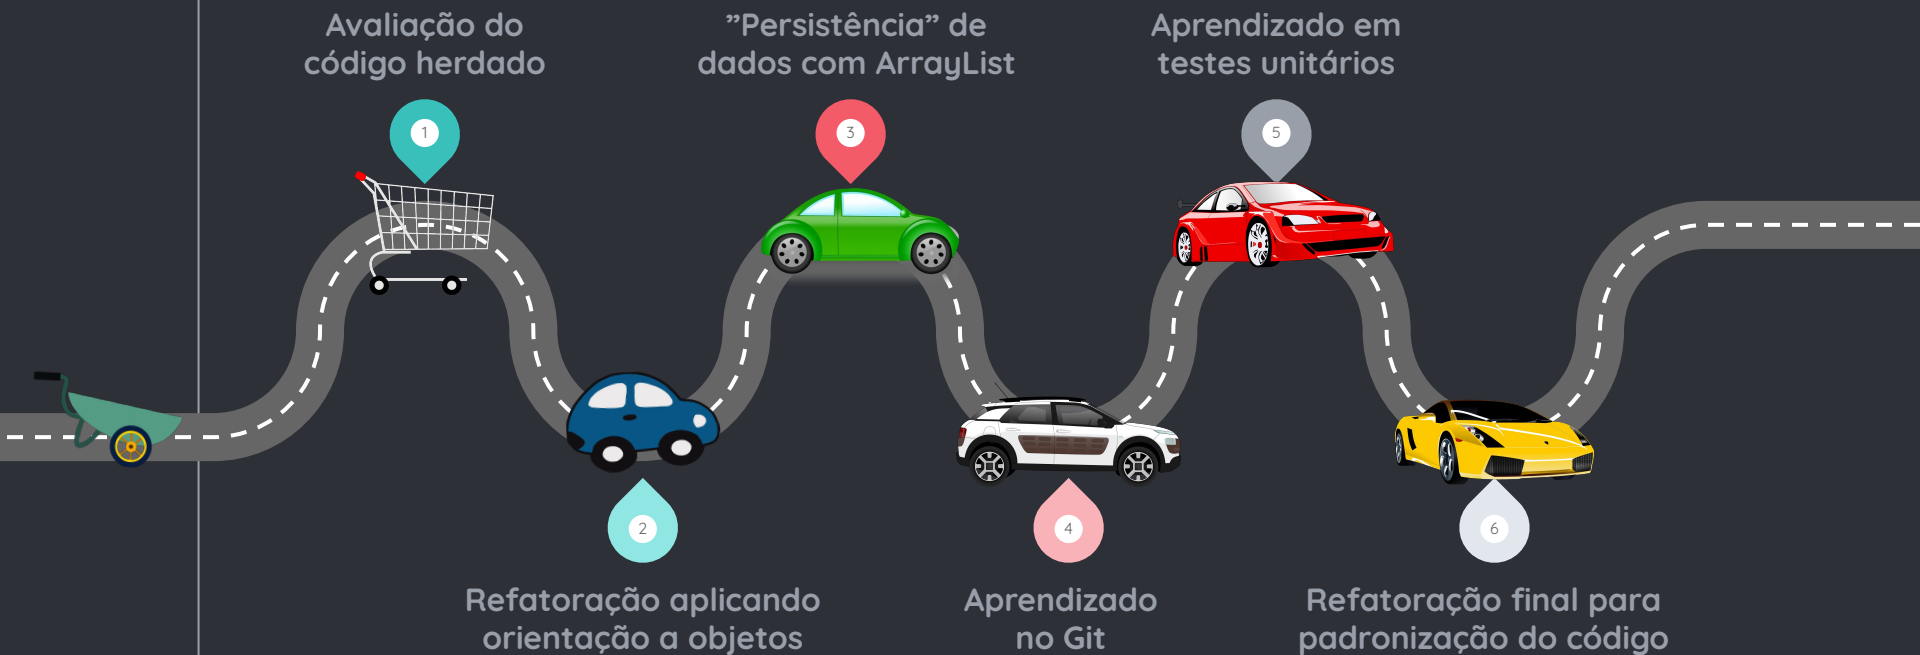 Avaliação do
código herdado
1
”Persistência” de
dados com ArrayList
3
Aprendizado em
testes unitários
5
2
Refatoração aplicando
orientação a objetos
4
Aprendizado
no Git
6
Refatoração final para
padronização do código